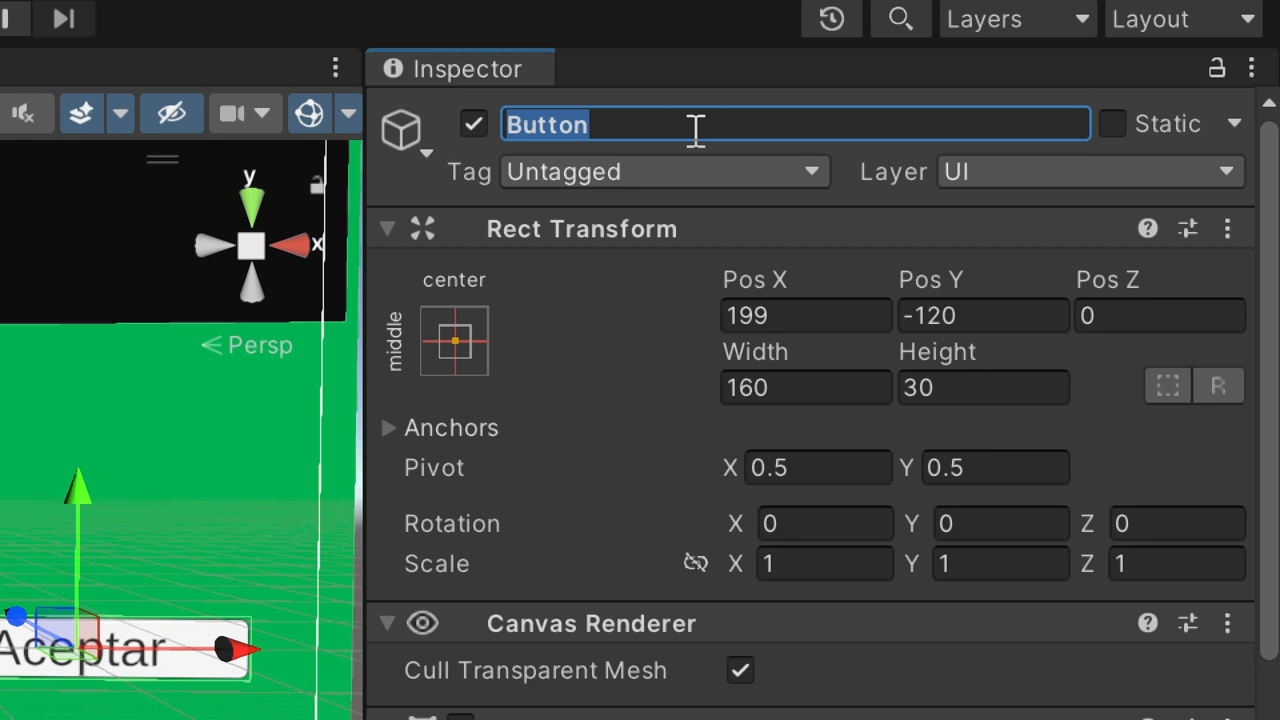 Layers
Layout
Inspector
Button
Static
Tag
Untagged
Layer
UI
y
x
Persp
Rect Transform
center
middle
Pos X
Pos Y
Pos Z
199
-120
0
Width
Height
160
30
R
Anchors
Pivot
X 0.5
Y 0.5
Rotation
X 0
Y 0
Z 0
Scale
X 1
Y 1
Z 1
Aceptar
Canvas Renderer
Cull Transparent Mesh